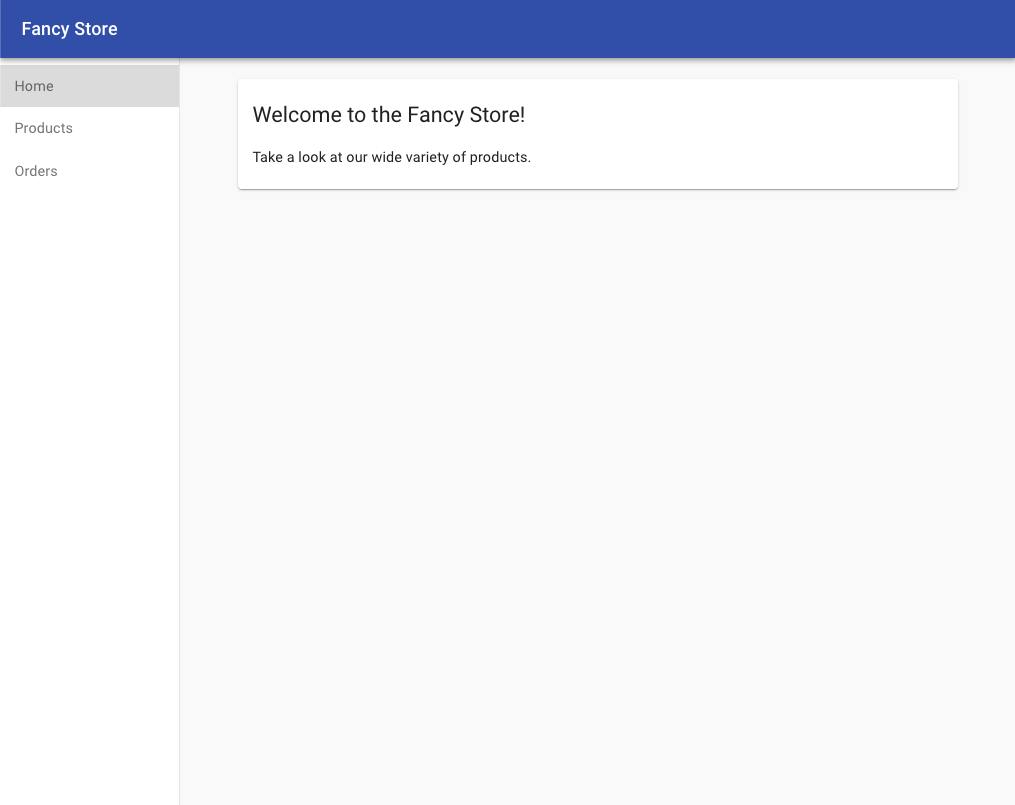 Fancy Store
Home
Products
Orders
Welcome to the Fancy Store!
Take a look at our wide variety of products.